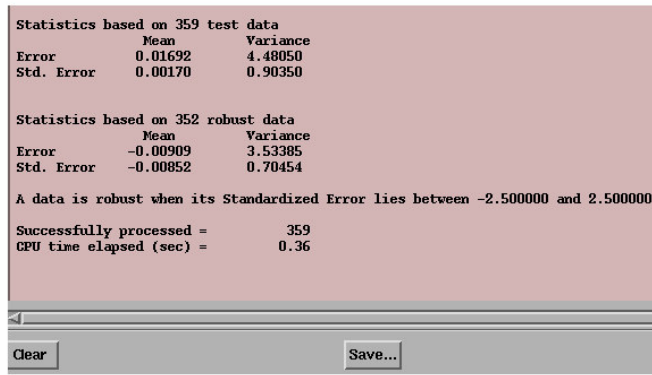 Statistics based on 359 test data
Mean Variance
Error 0.01692 4.48050
Std. Error 0.00170 0.90350
Statistics based on 352 robust data
Mean Variance
Error -0.00909 3.53385
Std. Error -0.00852 0.70454
A data is robust when its Standardized Error lies between -2.500000 and 2.500000
Successfully processed = 359
CPU time elapsed (sec) = 0.36
Clear Save...